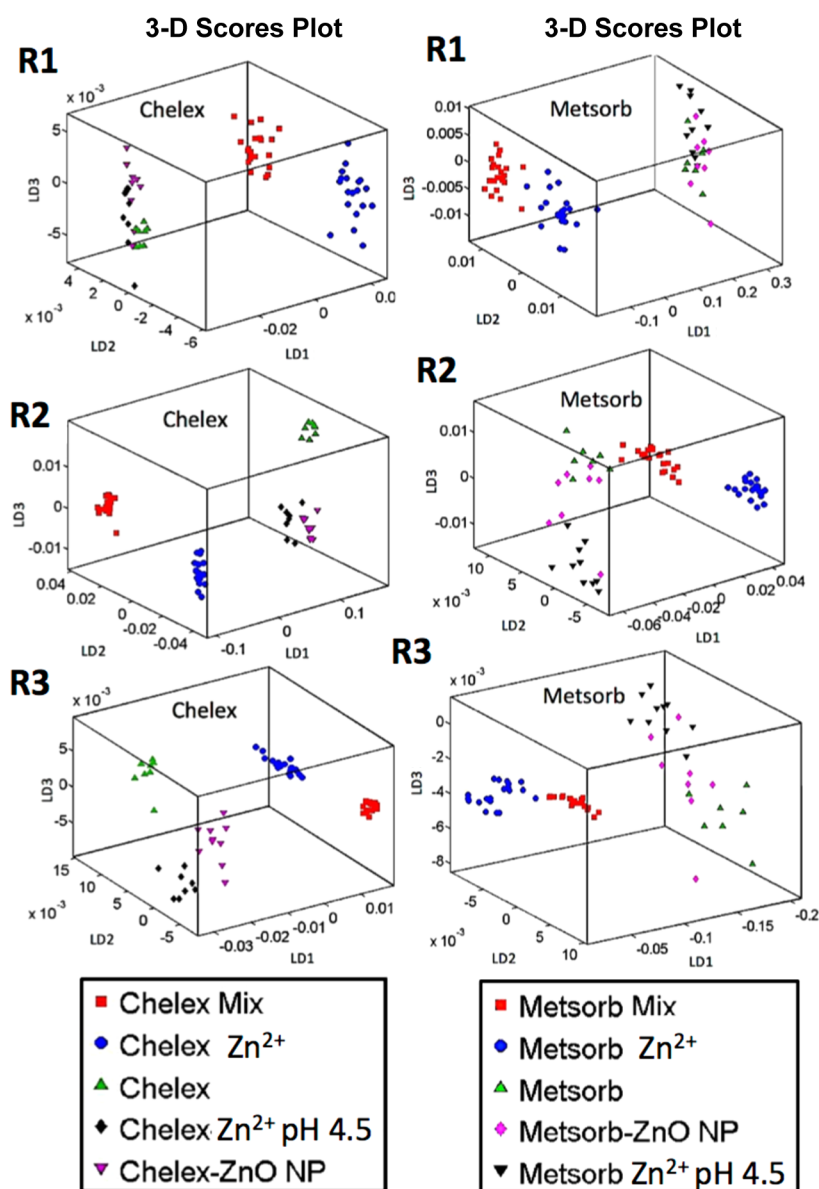 3-D Scores Plot
3-D Scores Plot
R1
x 10⁻³
Chelex
5
0
-5
LD3
4
2
0
-2
-4
-6
x 10⁻³
LD2
-0.02
0
0.0
LD1
R1
Metsorb
0.01
0.005
0
-0.005
-0.01
LD3
0.01
0
0.01
LD2
-0.1
0
0.1
0.2
0.3
LD1
R2
Chelex
0.01
0
-0.01
LD3
0.04
0.02
0
-0.02
-0.04
LD2
-0.1
0
0.1
LD1
R2
Metsorb
0.01
0
-0.01
LD3
10
5
0
-5
x 10⁻³
LD2
-0.06
-0.04
-0.02
0
0.02
0.04
LD1
R3
x 10⁻³
Chelex
5
0
-5
LD3
15
10
5
0
-5
x 10⁻³
LD2
-0.03
-0.02
-0.01
0
0.01
LD1
R3
x 10⁻³
Metsorb
0
-2
-4
-6
-8
LD3
-5
0
5
10
x 10⁻³
LD2
-0.05
-0.1
-0.15
-0.2
LD1
Chelex Mix
Chelex Zn²⁺
Chelex
Chelex Zn²⁺ pH 4.5
Chelex-ZnO NP
Metsorb Mix
Metsorb Zn²⁺
Metsorb
Metsorb-ZnO NP
Metsorb Zn²⁺ pH 4.5